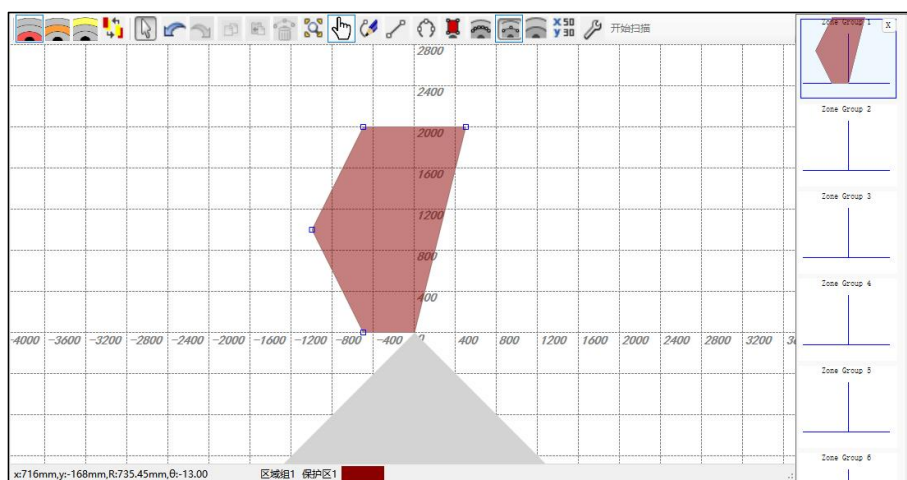 X 50
Y 30
开始扫描
Zone Group 1
X
2800
2400
2000
1600
1200
800
400
-4000 -3600 -3200 -2800 -2400 -2000 -1600 -1200 -800 -400 0 400 800 1200 1600 2000 2400 2800 3200
Zone Group 2
Zone Group 3
Zone Group 4
Zone Group 5
Zone Group 6
x:716mm,y:-168mm,R:735.45mm,θ:-13.00 区域组1 保护区1